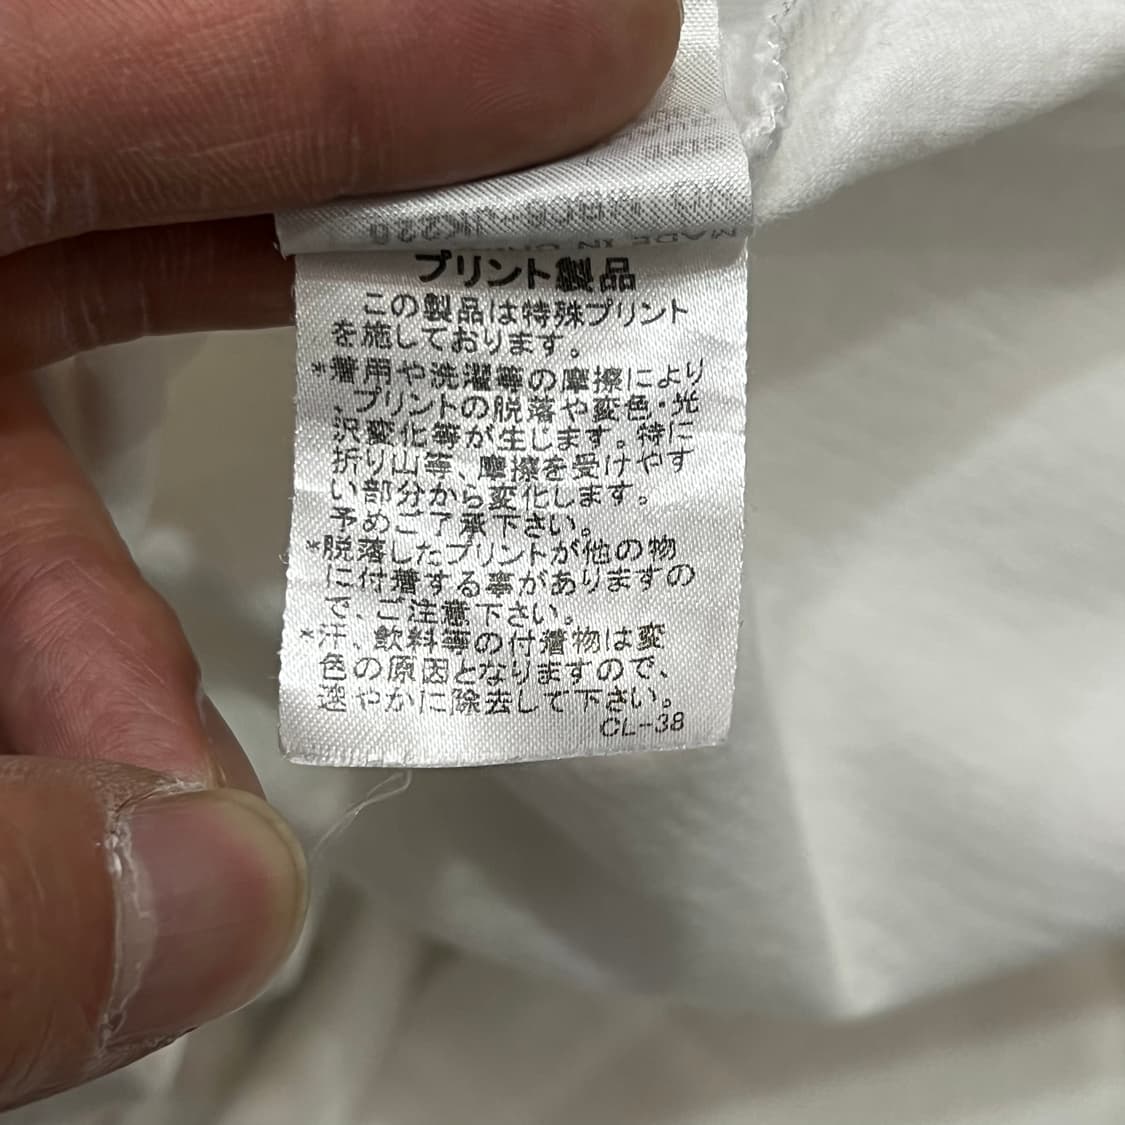 プリント製品
この製品は特殊プリント
を施しております。
*着用や洗濯等の摩擦により
、プリントの脱落や変色・光
沢変化等が生じます。特に
折り山等、摩擦を受けやす
い部分から変化します。
予めご了承下さい。
*脱落したプリントが他の物
に付着する事がありますの
で、ご注意下さい。
*汗、飲料等の付着物は変
色の原因となりますので、
速やかに除去して下さい。
CL-38